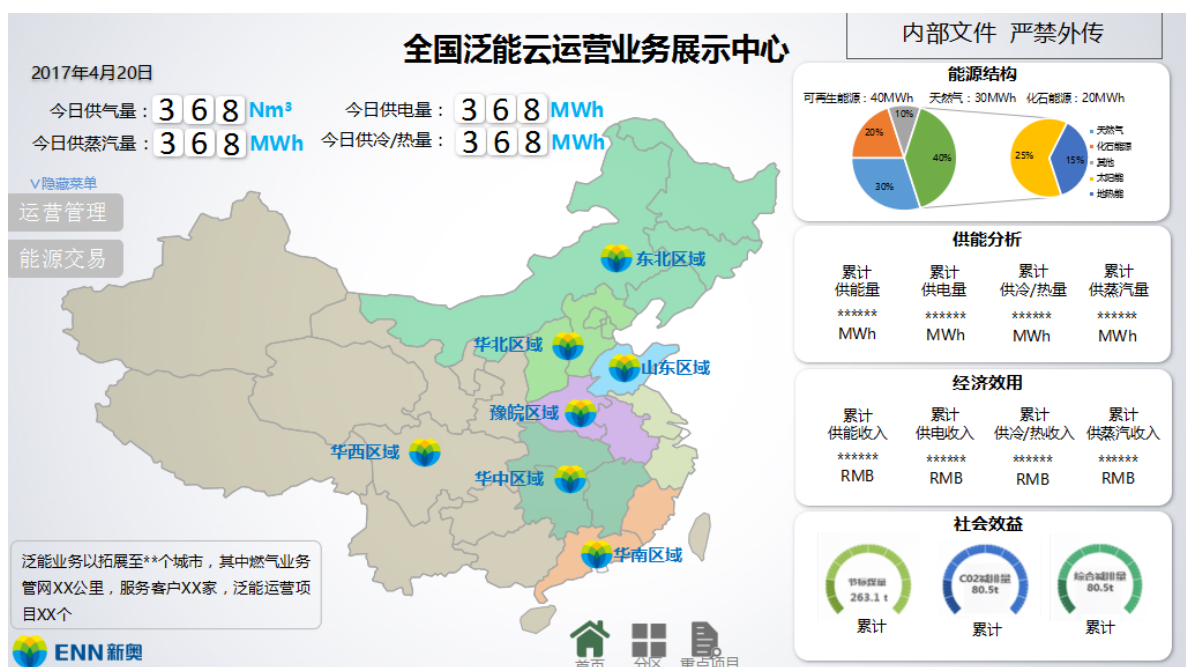 全国泛能云运营业务展示中心
内部文件 严禁外传
2017年4月20日
今日供气量：368Nm³
今日供电量：368MWh
今日供蒸汽量：368MWh
今日供冷/热量：368MWh
∨隐藏菜单
运营管理
能源交易
东北区域
华北区域
山东区域
豫皖区域
华西区域
华中区域
华南区域
泛能业务以拓展至**个城市，其中燃气业务
管网XX公里，服务客户XX家，泛能运营项
目XX个
ENN新奥
首页
分区
重点项目
能源结构
可再生能源：40MWh 天然气：30MWh 化石能源：20MWh
10%
20%
40%
30%
25%
15%
天然气
化石能源
其他
太阳能
地热能
供能分析
累计 累计 累计 累计
供能量 供电量 供冷/热量 供蒸汽量
****** ****** ****** ******
MWh MWh MWh MWh
经济效用
累计 累计 累计 累计
供能收入 供电收入 供冷/热收入 供蒸汽收入
****** ****** ****** ******
RMB RMB RMB RMB
社会效益
节标煤量
263.1 t
累计
CO2减排量
80.5t
累计
综合减排量
80.5t
累计